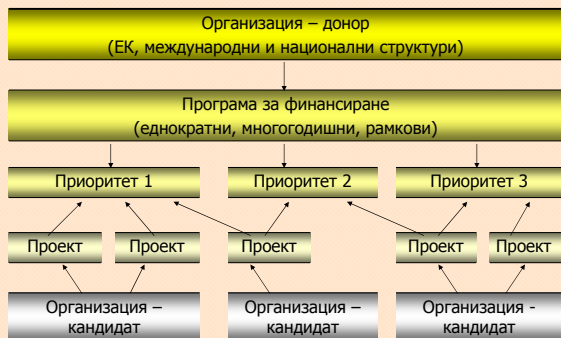 Организация – донор
(ЕК, международни и национални структури)
Програма за финансиране
(еднократни, многогодишни, рамкови)
Приоритет 1
Приоритет 2
Приоритет 3
Проект
Проект
Проект
Проект
Проект
Организация –
кандидат
Организация –
кандидат
Организация -
кандидат